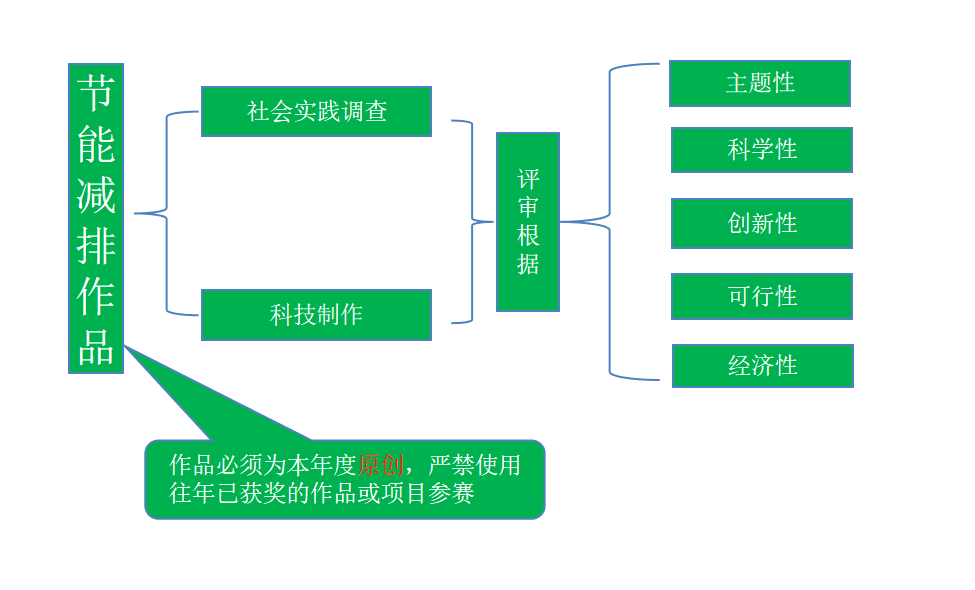 节能减排作品
社会实践调查
科技制作
评审根据
主题性
科学性
创新性
可行性
经济性
作品必须为本年度原创，严禁使用
往年已获奖的作品或项目参赛